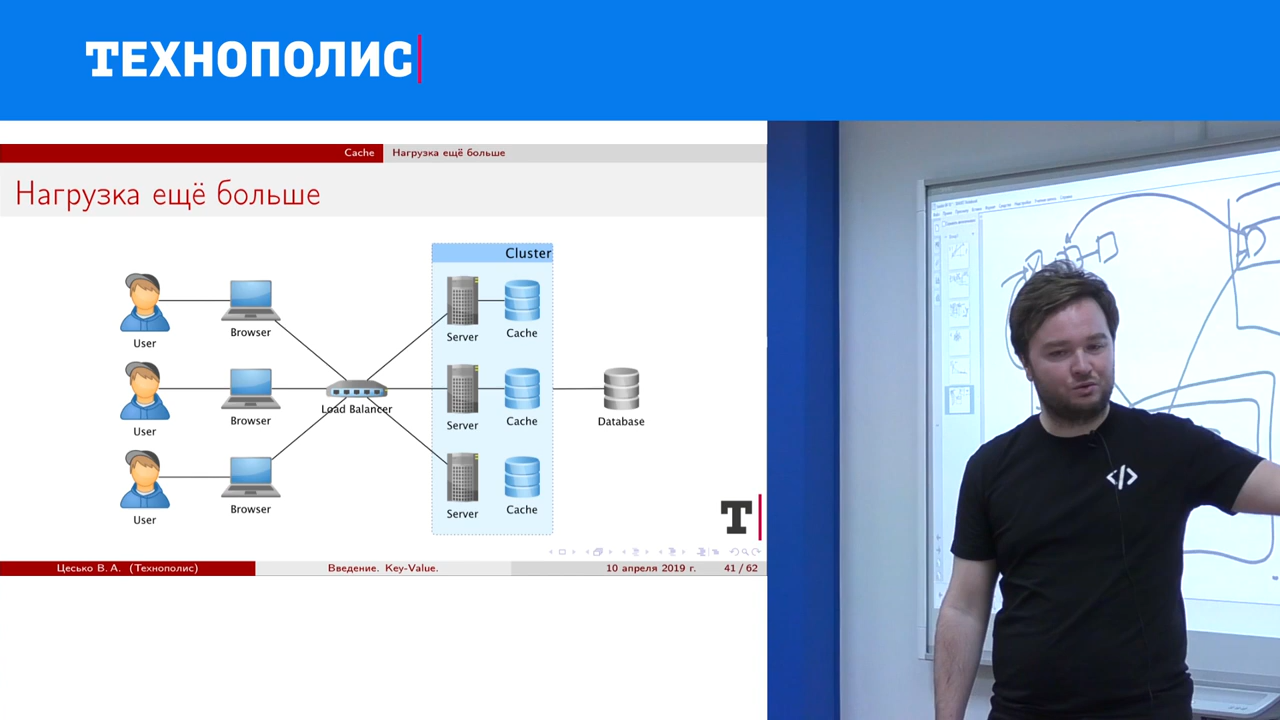 ТЕХНОПОЛИС
Cache Нагрузка ещё больше
Нагрузка ещё больше
Cluster
User Browser Server Cache
Load Balancer
User Browser Server Cache Database
User Browser Server Cache
Т
Цесько В. А. (Технополис) Введение. Key-Value. 10 апреля 2019 г. 41 / 62